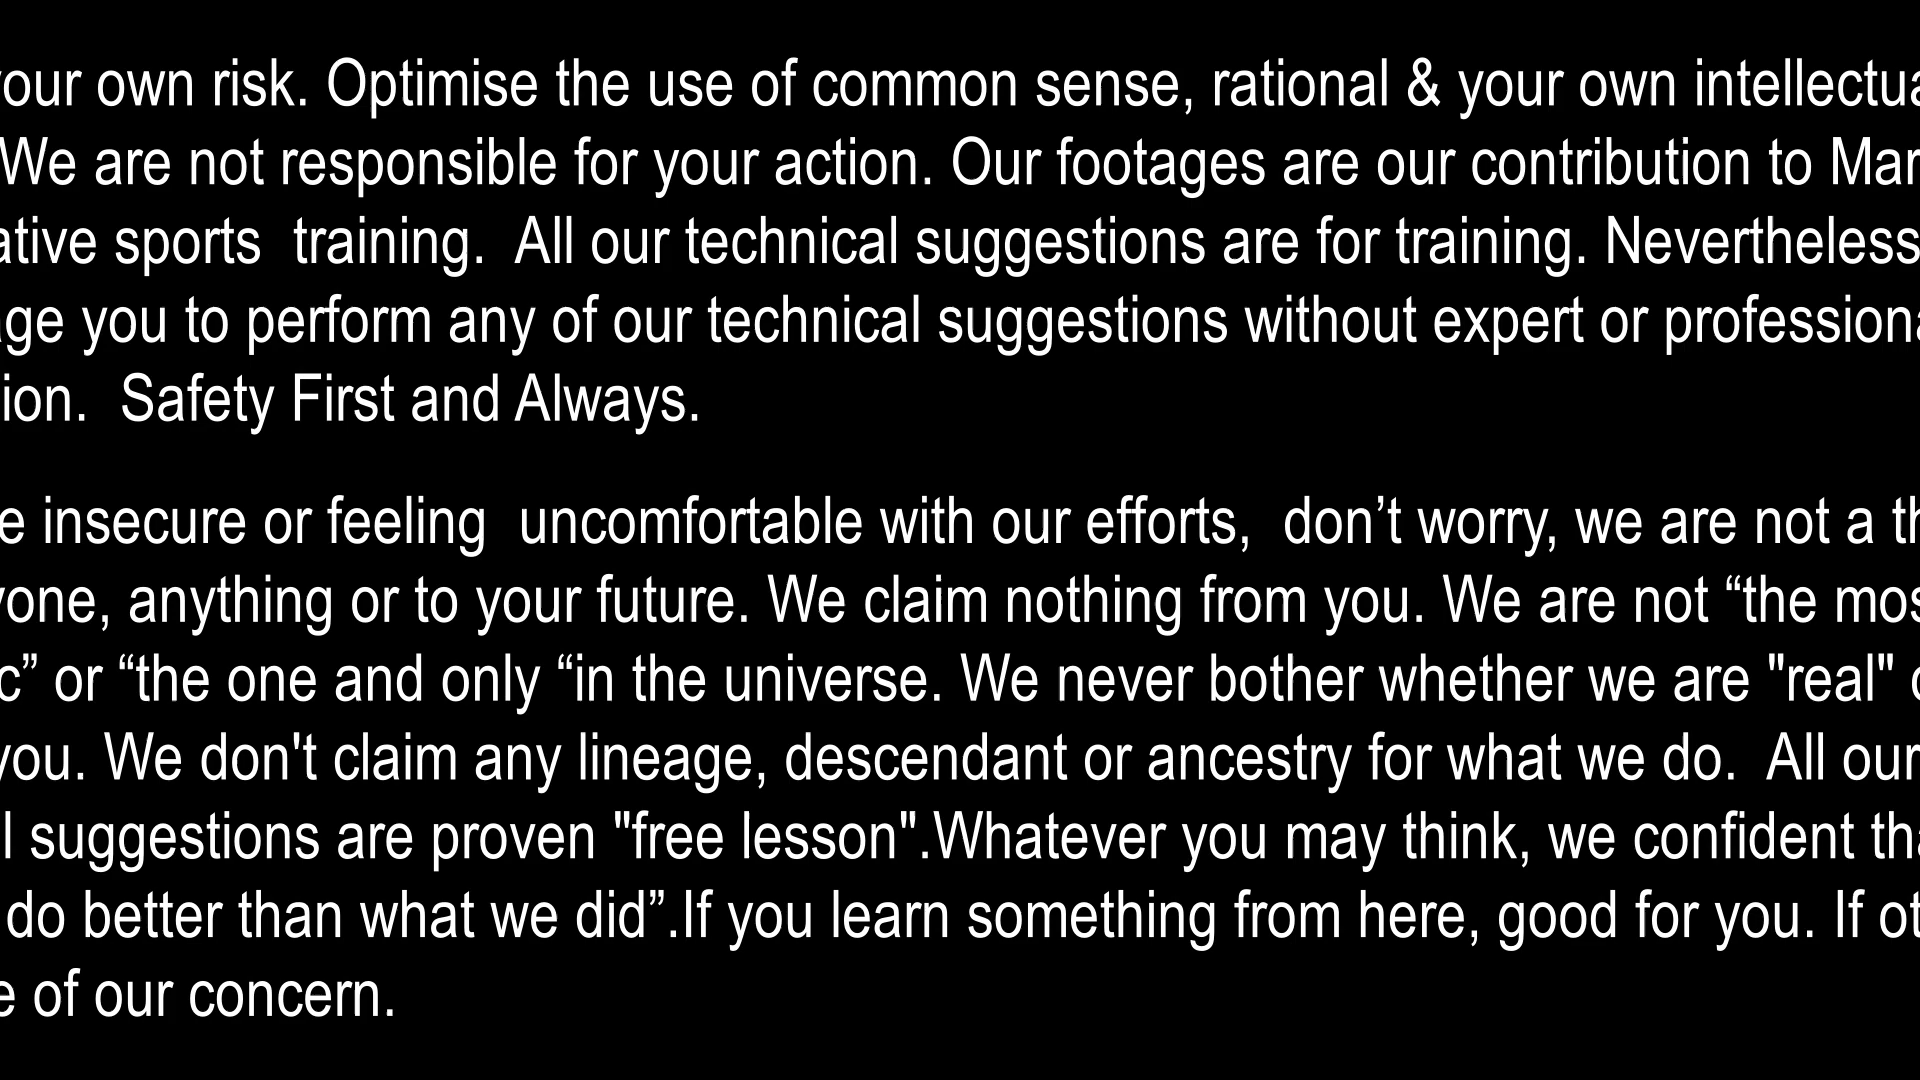 your own risk. Optimise the use of common sense, rational & your own intellectua
We are not responsible for your action. Our footages are our contribution to Mar
ative sports  training.  All our technical suggestions are for training. Nevertheless
age you to perform any of our technical suggestions without expert or professiona
ion.  Safety First and Always.
e insecure or feeling  uncomfortable with our efforts,  don’t worry, we are not a th
yone, anything or to your future. We claim nothing from you. We are not “the mos
c” or “the one and only “in the universe. We never bother whether we are "real" o
you. We don't claim any lineage, descendant or ancestry for what we do.  All our
l suggestions are proven "free lesson".Whatever you may think, we confident tha
do better than what we did”.If you learn something from here, good for you. If ot
e of our concern.